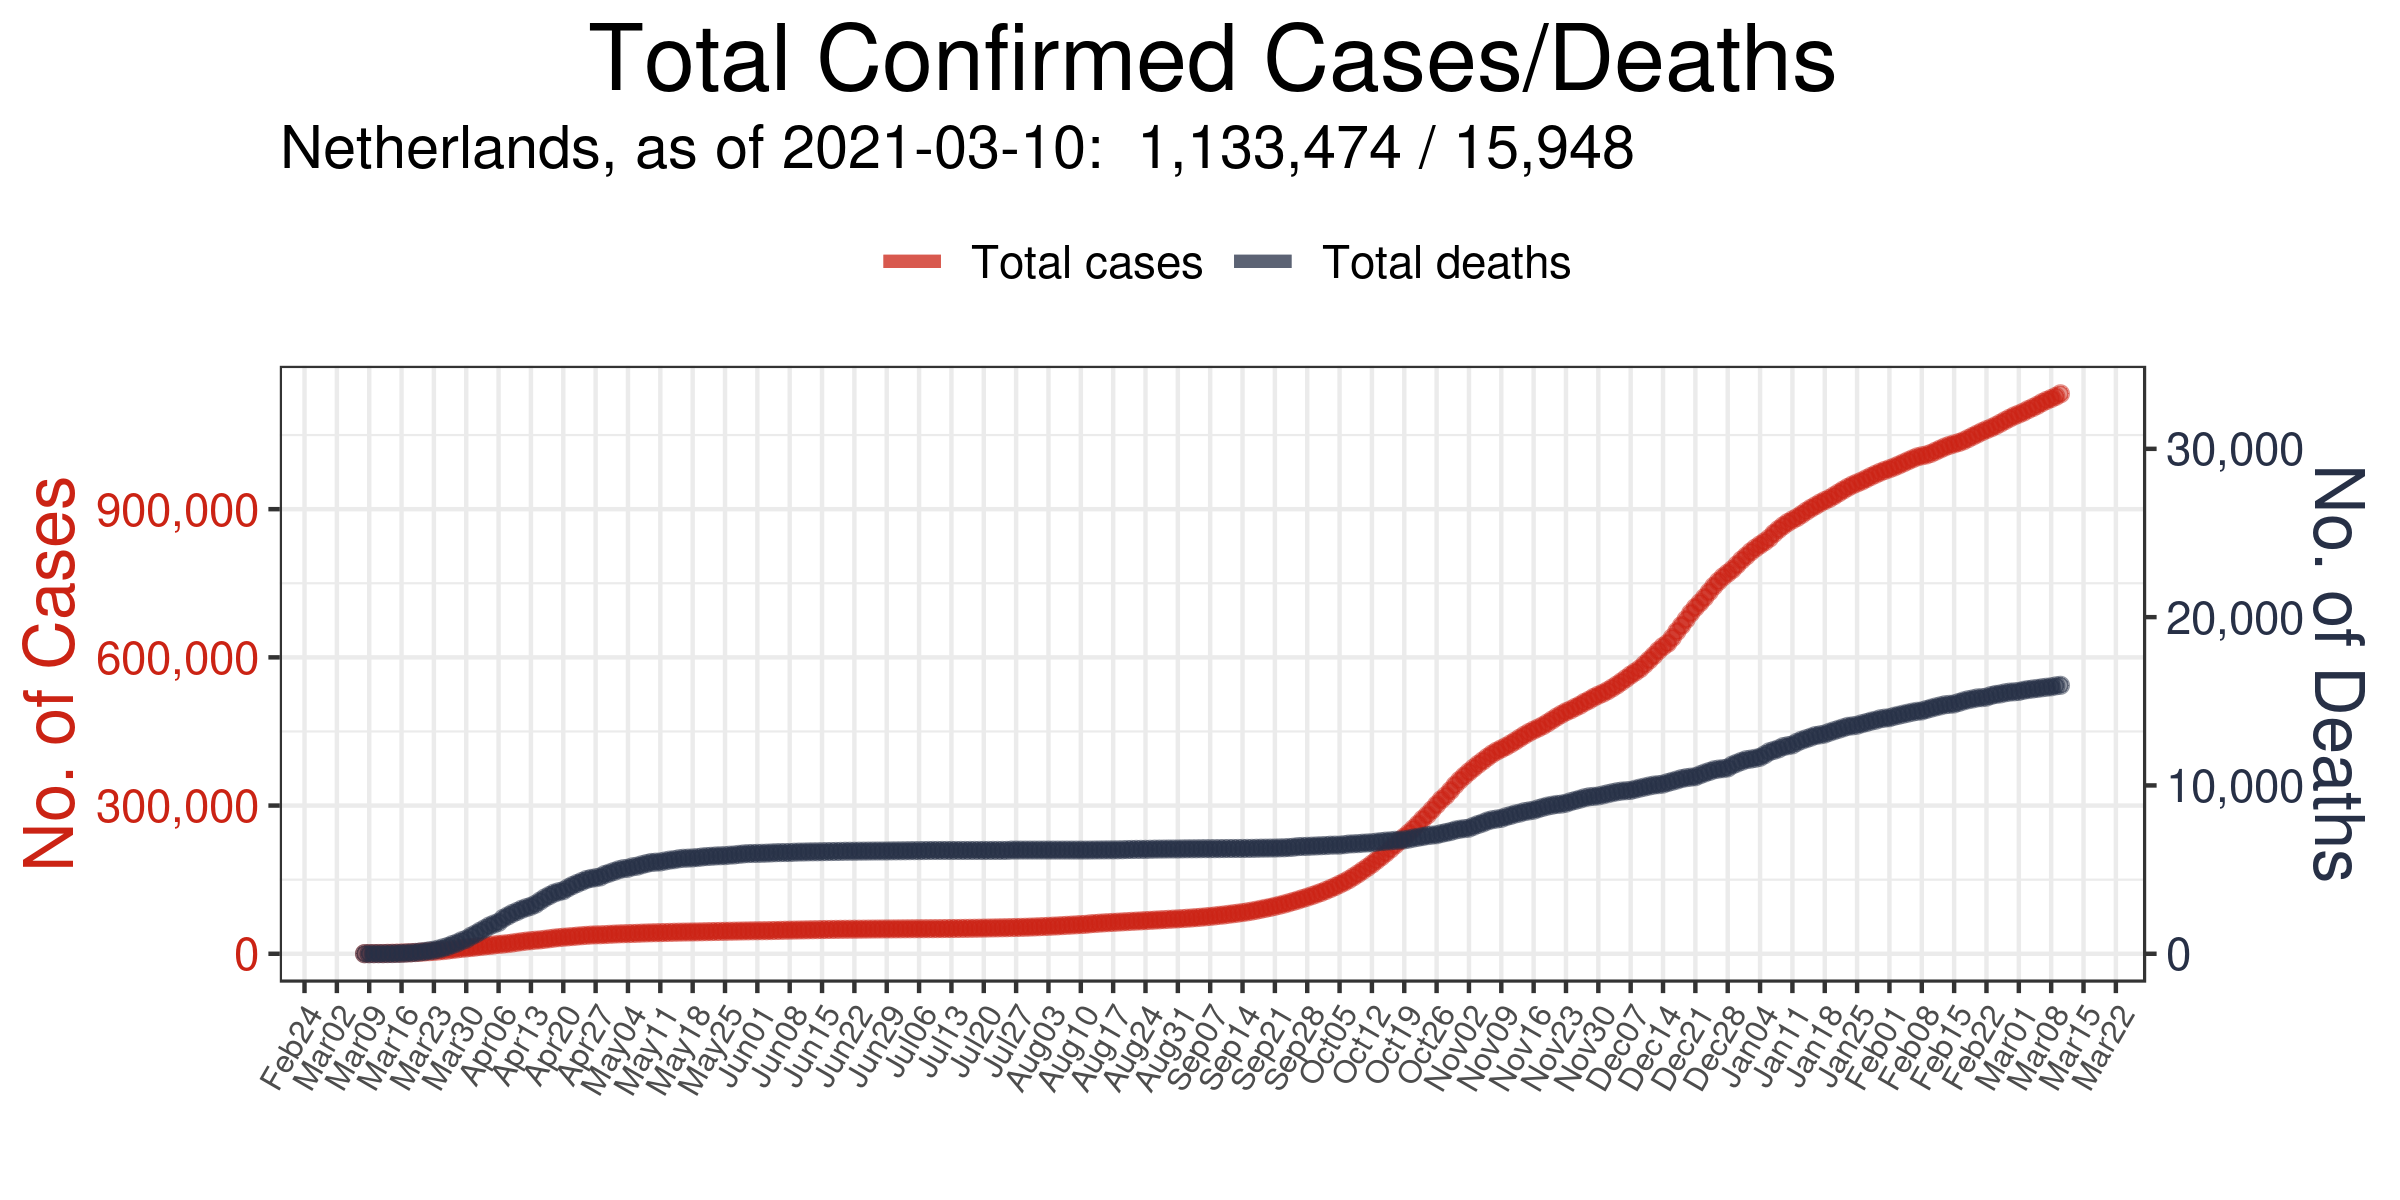 Total Confirmed Cases/Deaths
Netherlands, as of 2021-03-10:  1,133,474 / 15,948
Total cases
Total deaths
No. of Cases
900,000
600,000
300,000
0
30,000
20,000
10,000
0
No. of Deaths
Feb24
Mar02
Mar09
Mar16
Mar23
Mar30
Apr06
Apr13
Apr20
Apr27
May04
May11
May18
May25
Jun01
Jun08
Jun15
Jun22
Jun29
Jul06
Jul13
Jul20
Jul27
Aug03
Aug10
Aug17
Aug24
Aug31
Sep07
Sep14
Sep21
Sep28
Oct05
Oct12
Oct19
Oct26
Nov02
Nov09
Nov16
Nov23
Nov30
Dec07
Dec14
Dec21
Dec28
Dec04
Jan11
Jan18
Jan25
Feb01
Feb08
Feb15
Feb22
Mar01
Mar08
Mar15
Mar22